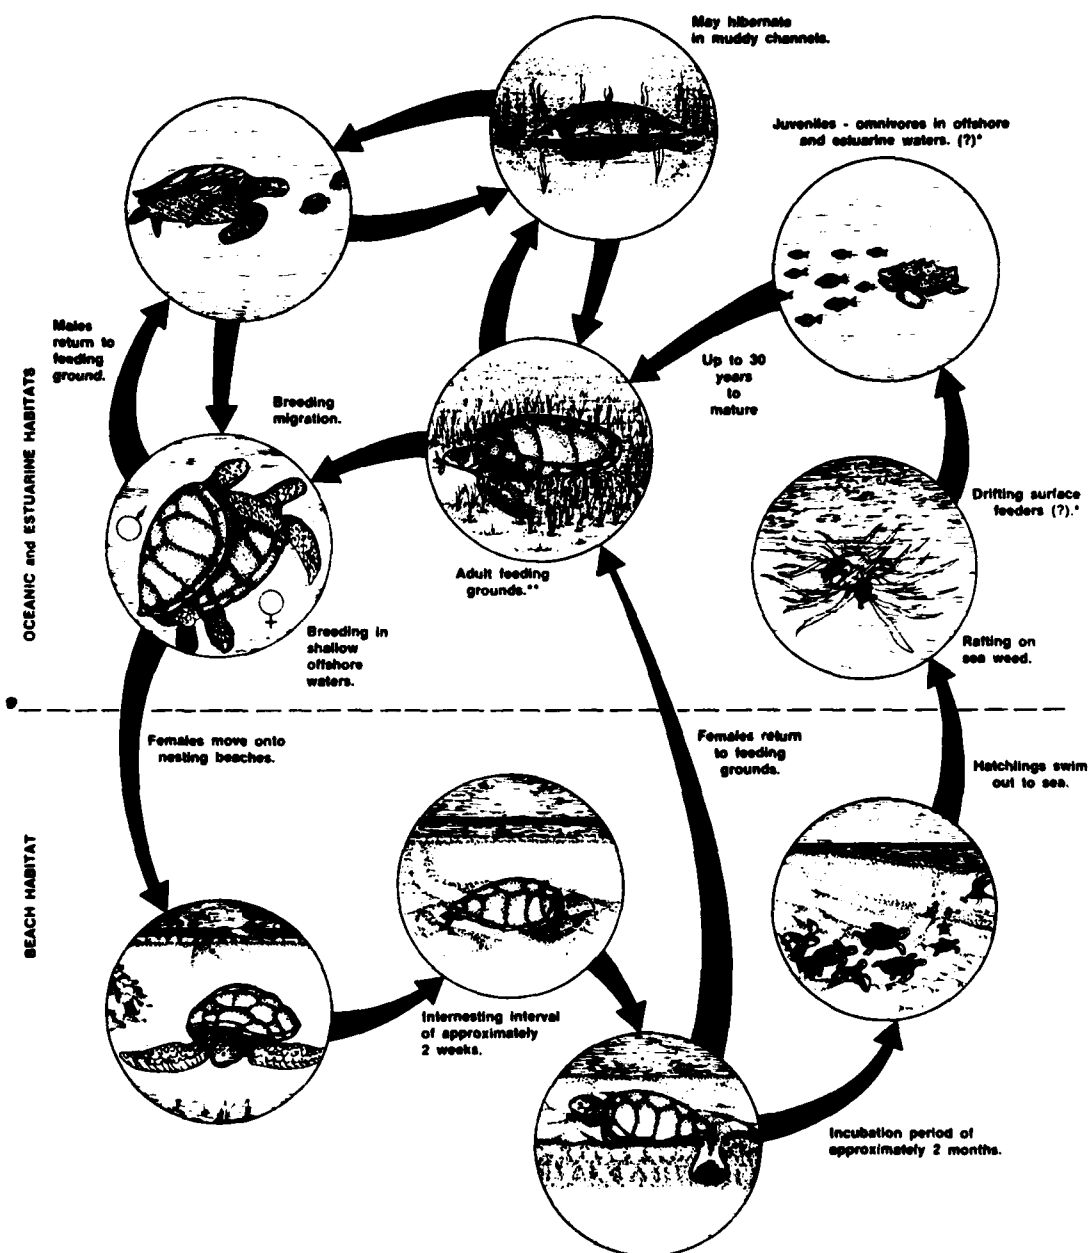 May hibernate
in muddy channels.
Juveniles - omnivores in offshore
and estuarine waters. (?)*
Males
return to
feeding
ground.
Breeding
migration.
Up to 30
years
to
mature
OCEANIC and ESTUARINE HABITATS
Drifting surface
feeders (?).*
Adult feeding
grounds.**
Breeding in
shallow
offshore
waters.
Rafting on
sea weed.
Females move onto
nesting beaches.
Females return
to feeding
grounds.
Hatchlings swim
out to sea.
BEACH HABITAT
Internesting interval
of approximately
2 weeks.
Incubation period of
approximately 2 months.